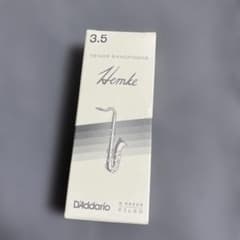 3.5
TENOR SAXOPHONE
Hemke
D'Addario